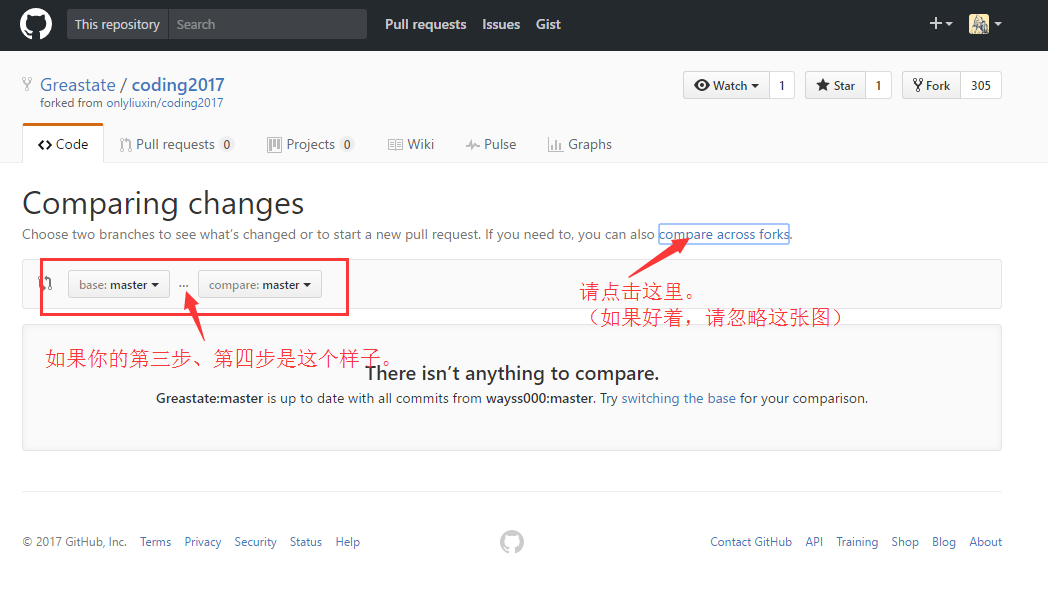 This repository Search Pull requests Issues Gist
Greastate / coding2017
forked from onlyliuxin/coding2017
Watch 1 Star 1 Fork 305
Code Pull requests 0 Projects 0 Wiki Pulse Graphs
Comparing changes
Choose two branches to see what's changed or to start a new pull request. If you need to, you can also compare across forks.
base: master ... compare: master
请点击这里。
（如果好着，请忽略这张图）
如果你的第三步、第四步是这个样子。
There isn't anything to compare.
Greastate:master is up to date with all commits from wayss000:master. Try switching the base for your comparison.
© 2017 GitHub, Inc. Terms Privacy Security Status Help Contact GitHub API Training Shop Blog About